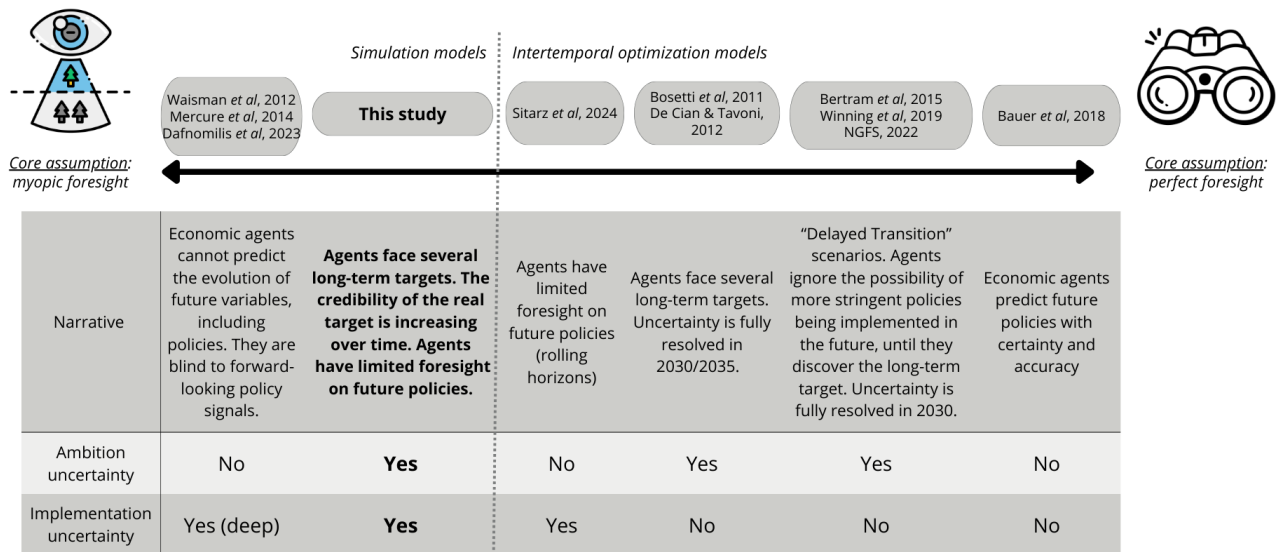 Simulation models
Intertemporal optimization models
Waisman et al, 2012
Mercure et al, 2014
Dafnomilis et al, 2023
This study
Sitarz et al, 2024
Bosetti et al, 2011
De Cian & Tavoni,
2012
Bertram et al, 2015
Winning et al, 2019
NGFS, 2022
Bauer et al, 2018
Core assumption:
myopic foresight
Core assumption:
perfect foresight
Narrative
Economic agents
cannot predict
the evolution of
future variables,
including
policies. They are
blind to forward-
looking policy
signals.
Agents face several
long-term targets. The
credibility of the real
target is increasing
over time. Agents
have limited foresight
on future policies.
Agents have
limited
foresight on
future policies
(rolling
horizons)
Agents face several
long-term targets.
Uncertainty is fully
resolved in
2030/2035.
“Delayed Transition”
scenarios. Agents
ignore the possibility of
more stringent policies
being implemented in
the future, until they
discover the long-term
target. Uncertainty is
fully resolved in 2030.
Economic agents
predict future
policies with
certainty and
accuracy
Ambition
uncertainty
No
Yes
No
Yes
Yes
No
Implementation
uncertainty
Yes (deep)
Yes
Yes
No
No
No